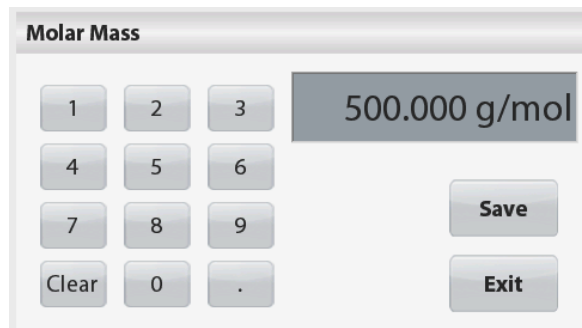 Molar Mass
1 2 3
500.000 g/mol
4 5 6
7 8 9
Save
Clear 0 .
Exit